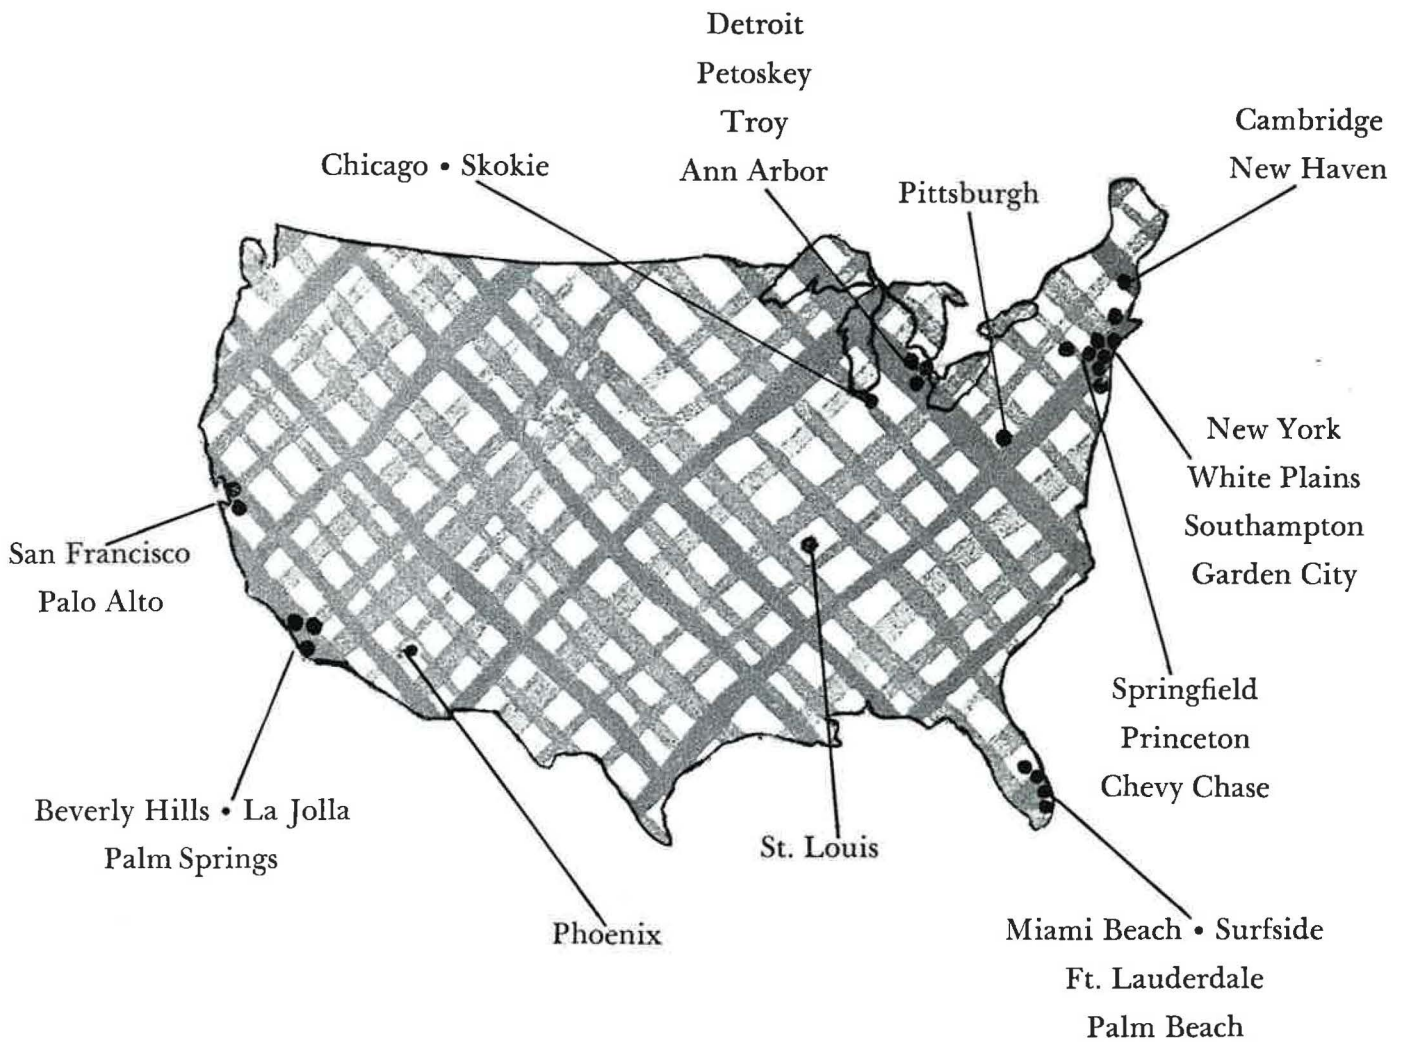 Detroit
Petoskey
Troy
Ann Arbor
Chicago • Skokie
Pittsburgh
Cambridge
New Haven
New York
White Plains
Southampton
Garden City
San Francisco
Palo Alto
Springfield
Princeton
Chevy Chase
Beverly Hills • La Jolla
Palm Springs
St. Louis
Phoenix
Miami Beach • Surfside
Ft. Lauderdale
Palm Beach